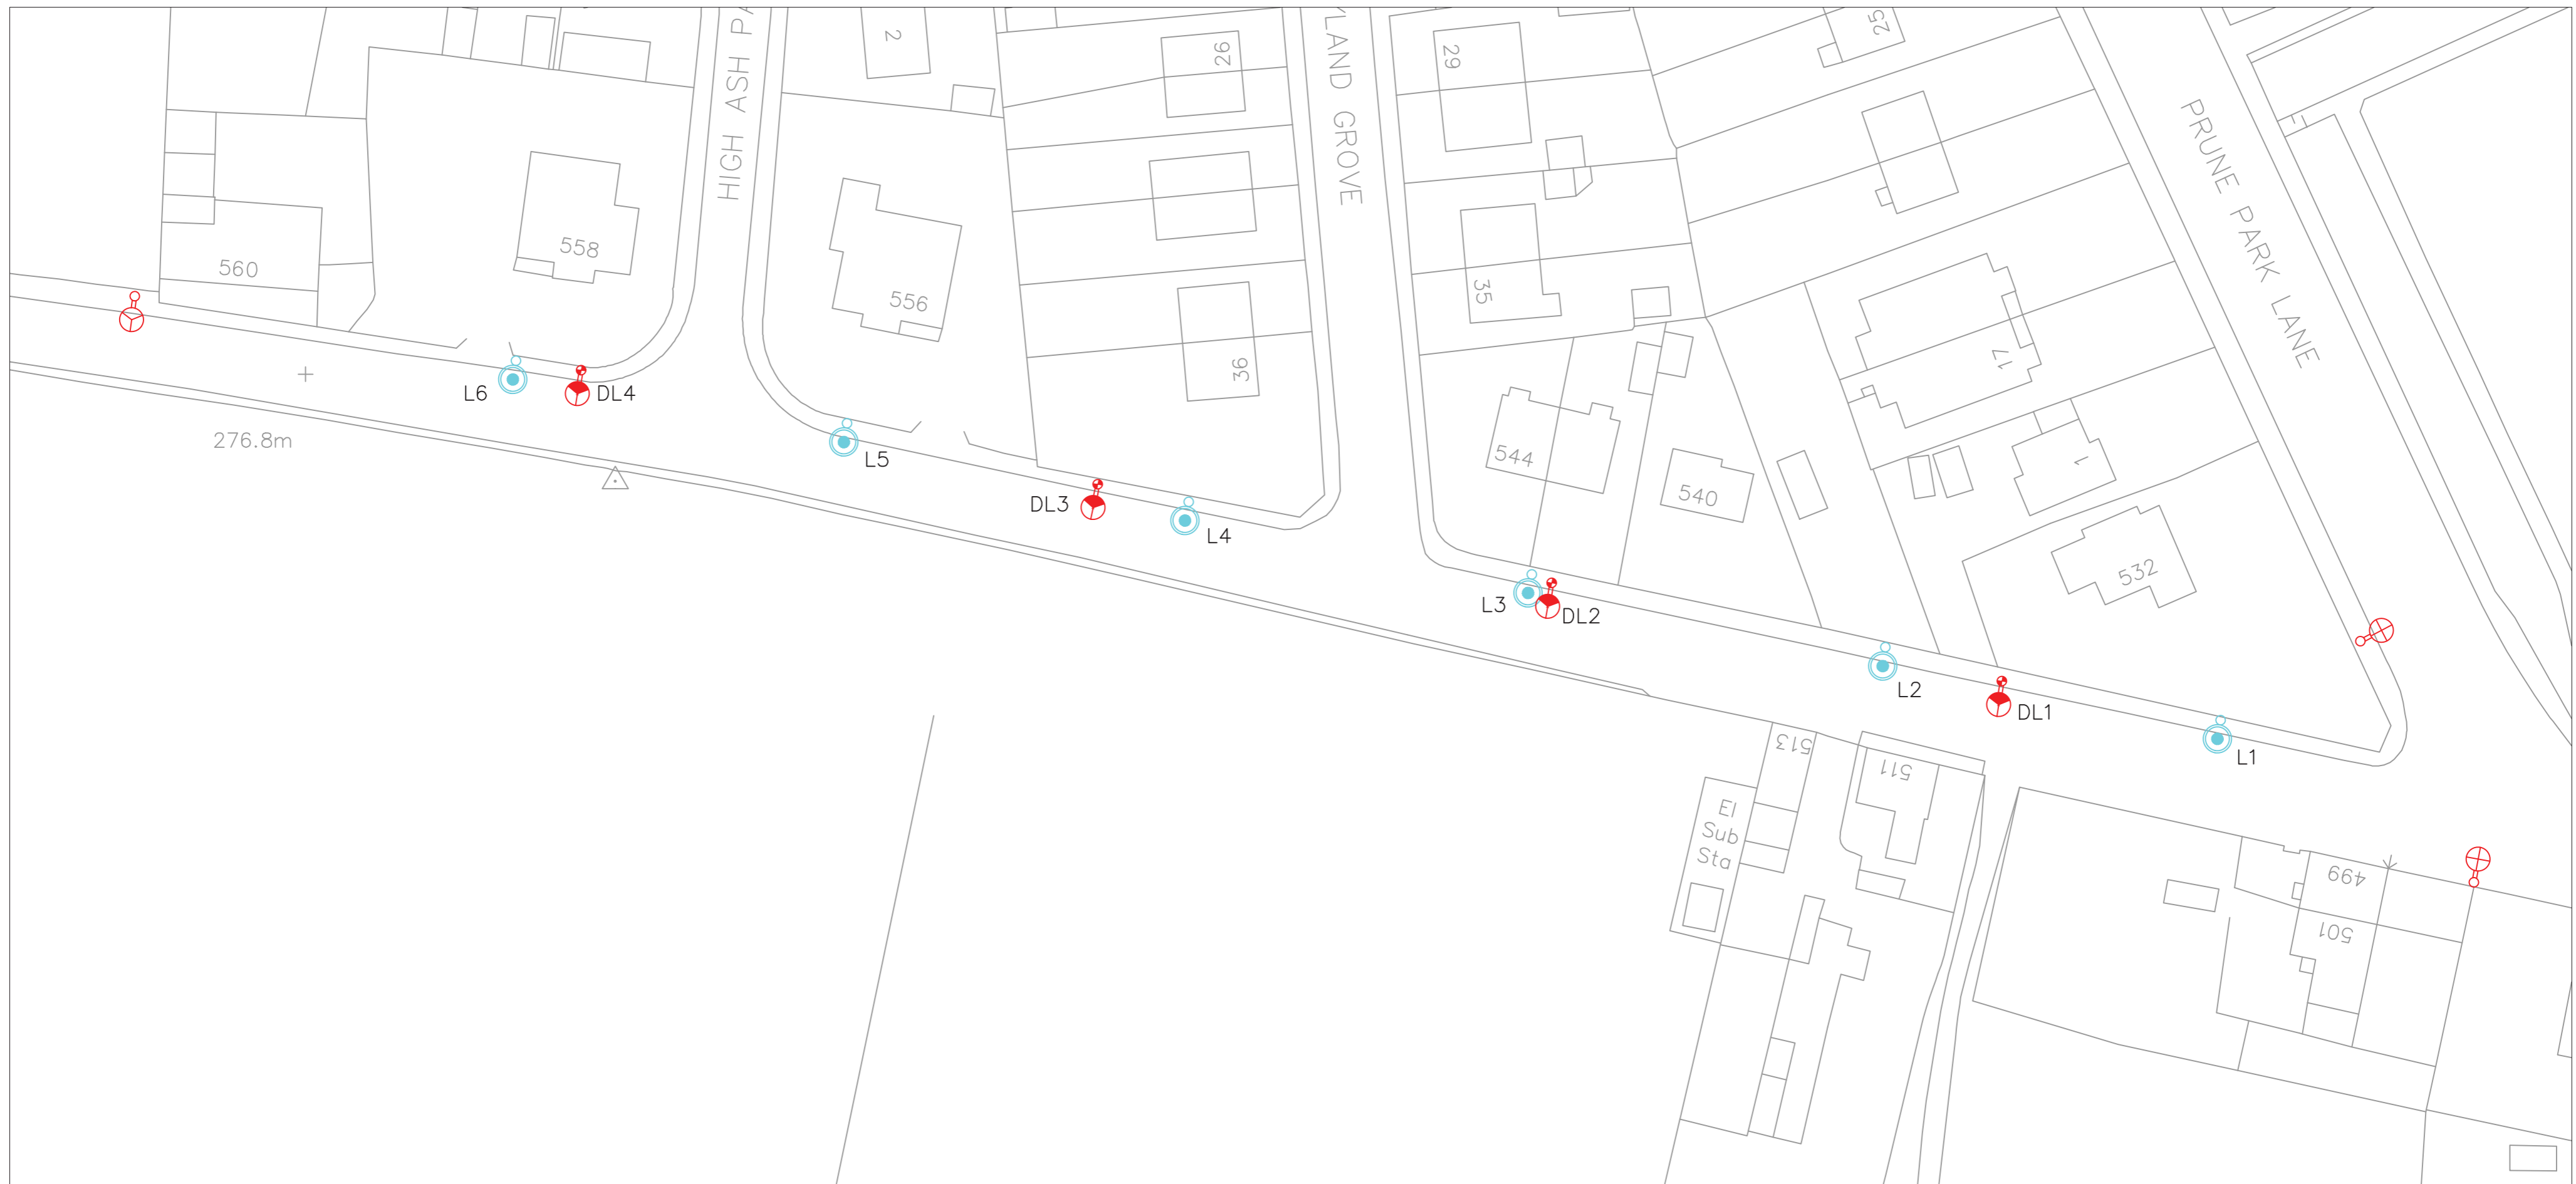 HIGH ASH PA
2
26
YLAND GROVE
29
25
PRUNE PARK LANE
558
560
556
35
36
17
L6
DL4
276.8m
L5
544
540
1
DL3
L4
532
L3
DL2
L2
DL1
L1
513
511
El
Sub
Sta
499
501